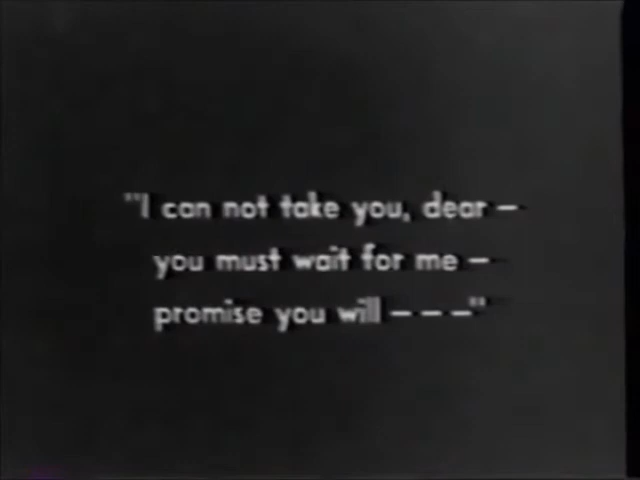 "I can not take you, dear –
you must wait for me –
promise you will – – –"